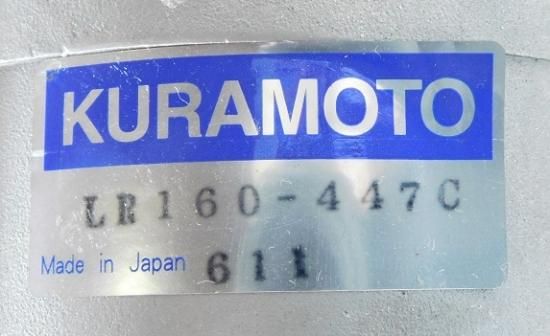 KURAMOTO
LR160-447C
Made in Japan 611